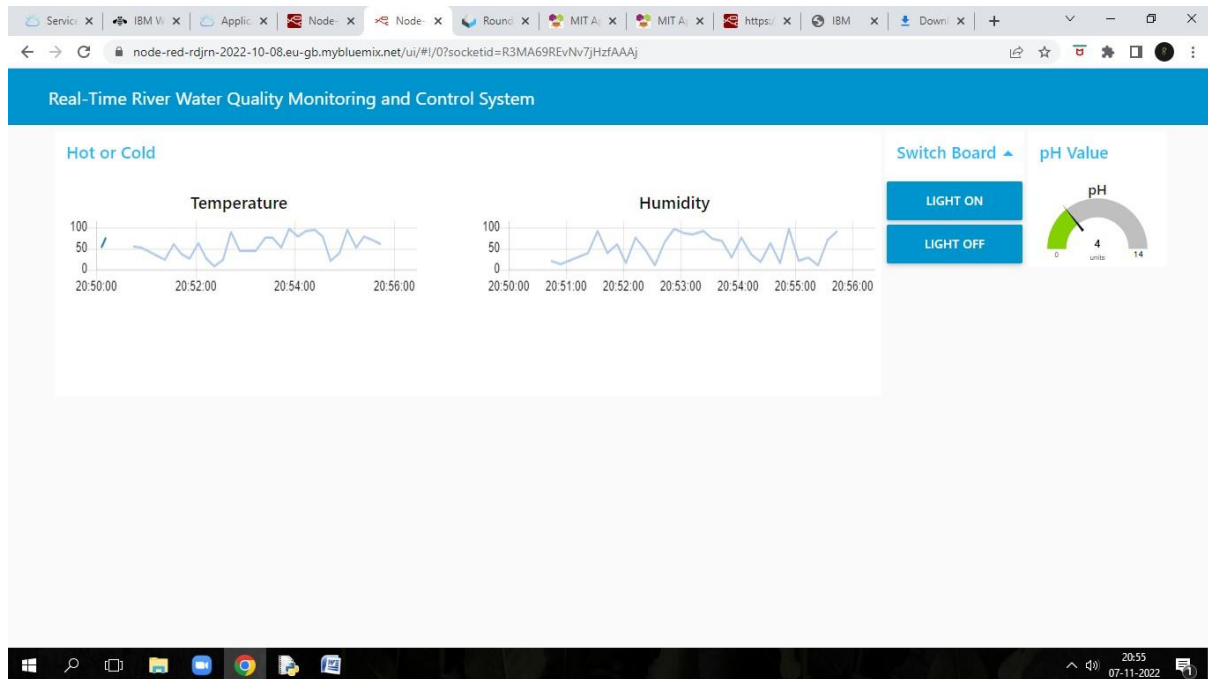 Service
IBM W
Applic
Node-
Node-
Round
MIT A
MIT A
https:/
IBM
Downl
node-red-rdjrn-2022-10-08.eu-gb.mybluemix.net/ui/#!/0?socketid=R3MA69REvNv7jHzfAAAj
Real-Time River Water Quality Monitoring and Control System
Hot or Cold
Temperature
100
50
0
20:50:00 20:52:00 20:54:00 20:56:00
Humidity
100
50
0
20:50:00 20:51:00 20:52:00 20:53:00 20:54:00 20:55:00 20:56:00
Switch Board
LIGHT ON
LIGHT OFF
pH Value
pH
4
0 units 14
20:55
07-11-2022